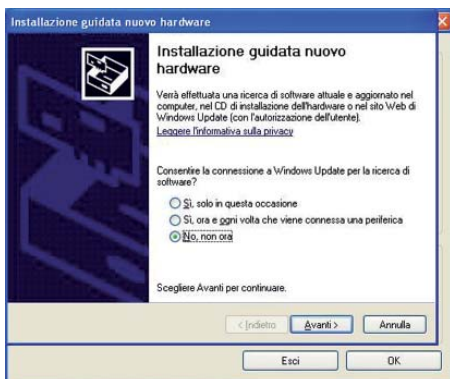 Installazione guidata nuovo hardware
Installazione guidata nuovo
hardware
Verrà effettuata una ricerca di software attuale e aggiornato nel
computer, nel CD di installazione dell'hardware o nel sito Web di
Windows Update (con l'autorizzazione dell'utente).
Leggere l'informativa sulla privacy
Consentire la connessione a Windows Update per la ricerca di
software?
Sì, solo in questa occasione
Sì, ora e ogni volta che viene connessa una periferica
No, non ora
Scegliere Avanti per continuare.
< Indietro Avanti > Annulla
Esci OK